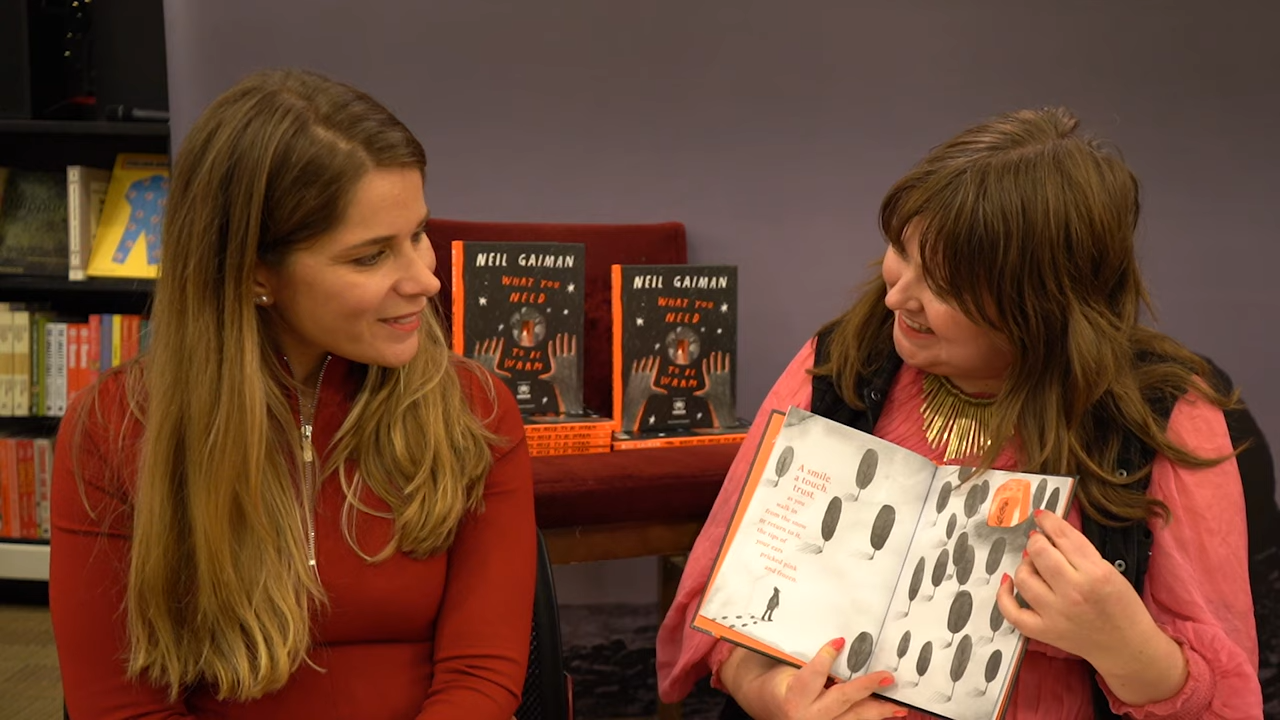 NEIL GAIMAN
WHAT YOU
NEED
TO BE
WARM
NEIL GAIMAN
WHAT YOU
NEED
TO BE
WARM
A smile,
a touch
trust,
as you
walk in
from the snow
or return to it,
the tips of
your ears
pricked pink
and frozen.